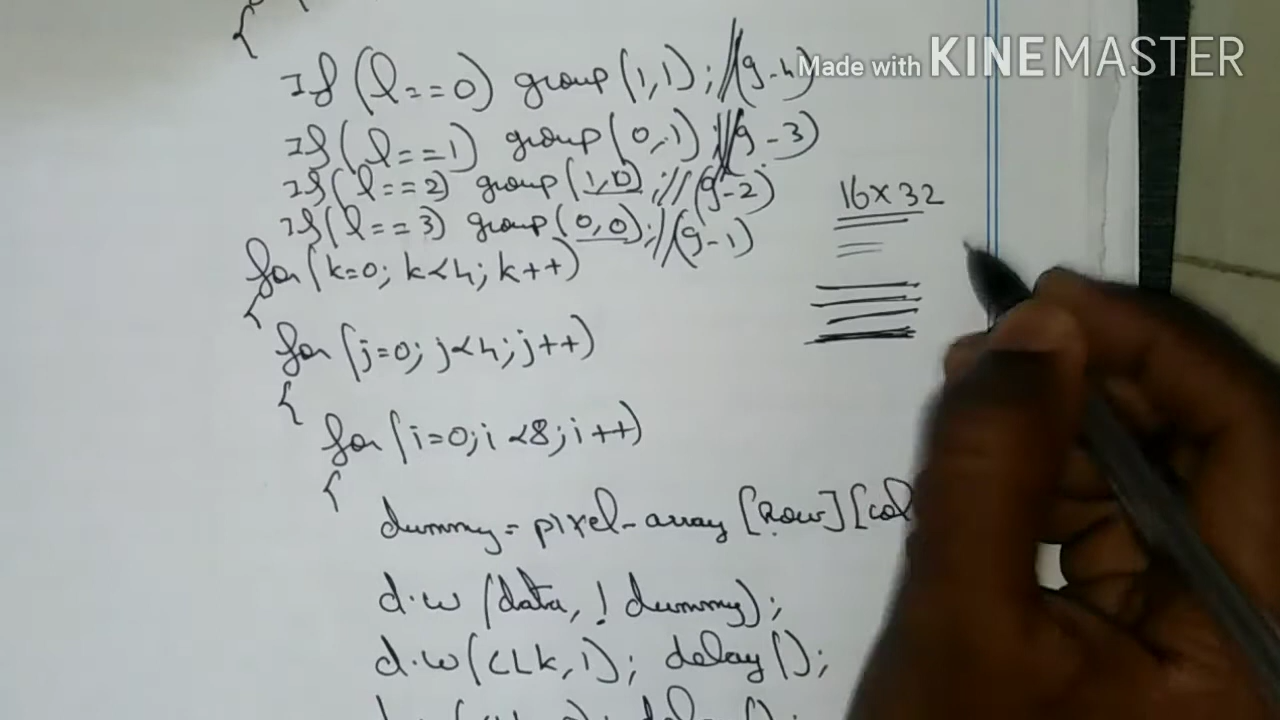 {
If (l==0) group (1,1); //(g-4)
Made with KINEMASTER
If (l==1) group (0,1) //(g-3)
If (l==2) group (1,0); //(g-2)
If (l==3) group (0,0); //(g-1)
16x32
for (k=0; k<4; k++)
{
for (j=0; j<4; j++)
{
for (i=0; i<8; i++)
{
dummy = pixel-array [Row][col
d.w (data, ! dummy);
d.w (CLK, 1); delay ();